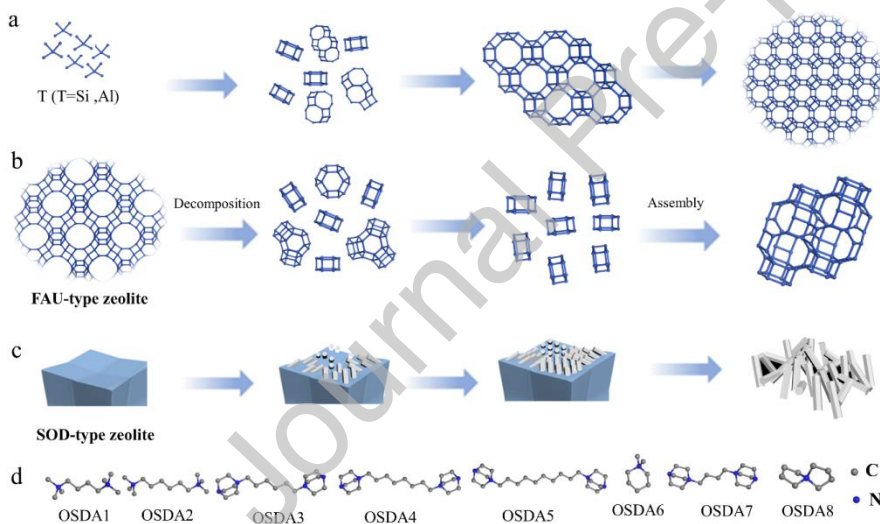 a
T (T=Si ,Al)
b
Decomposition
Assembly
FAU-type zeolite
c
SOD-type zeolite
d
C
N
OSDA1 OSDA2 OSDA3 OSDA4 OSDA5 OSDA6 OSDA7 OSDA8
Journal Pre-